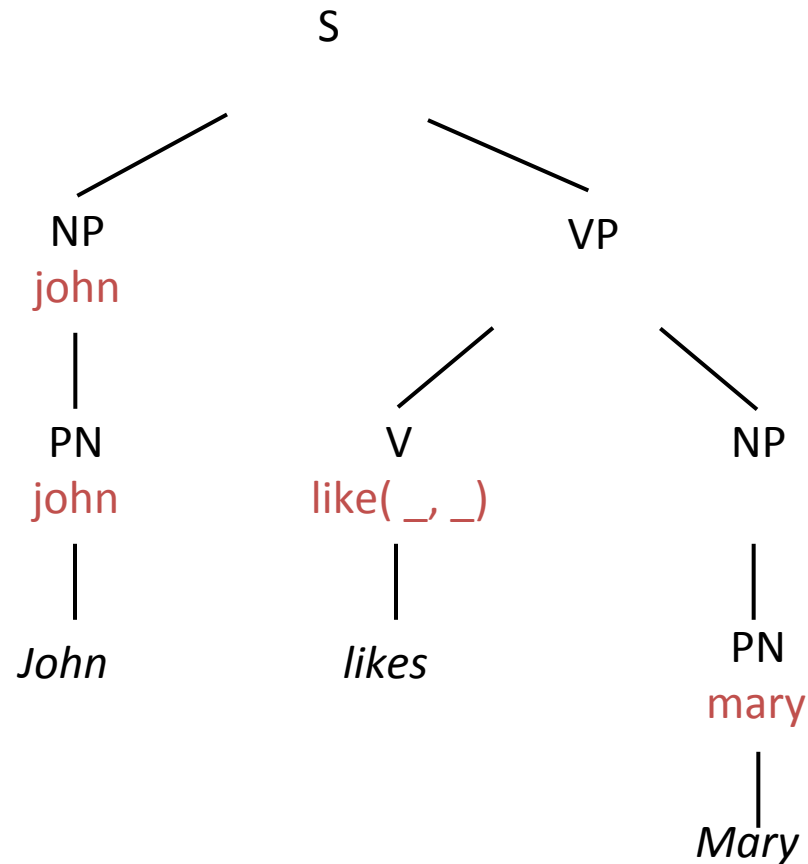 S
NP VP
john
PN V NP
john like( _, _)
John likes PN
mary
Mary